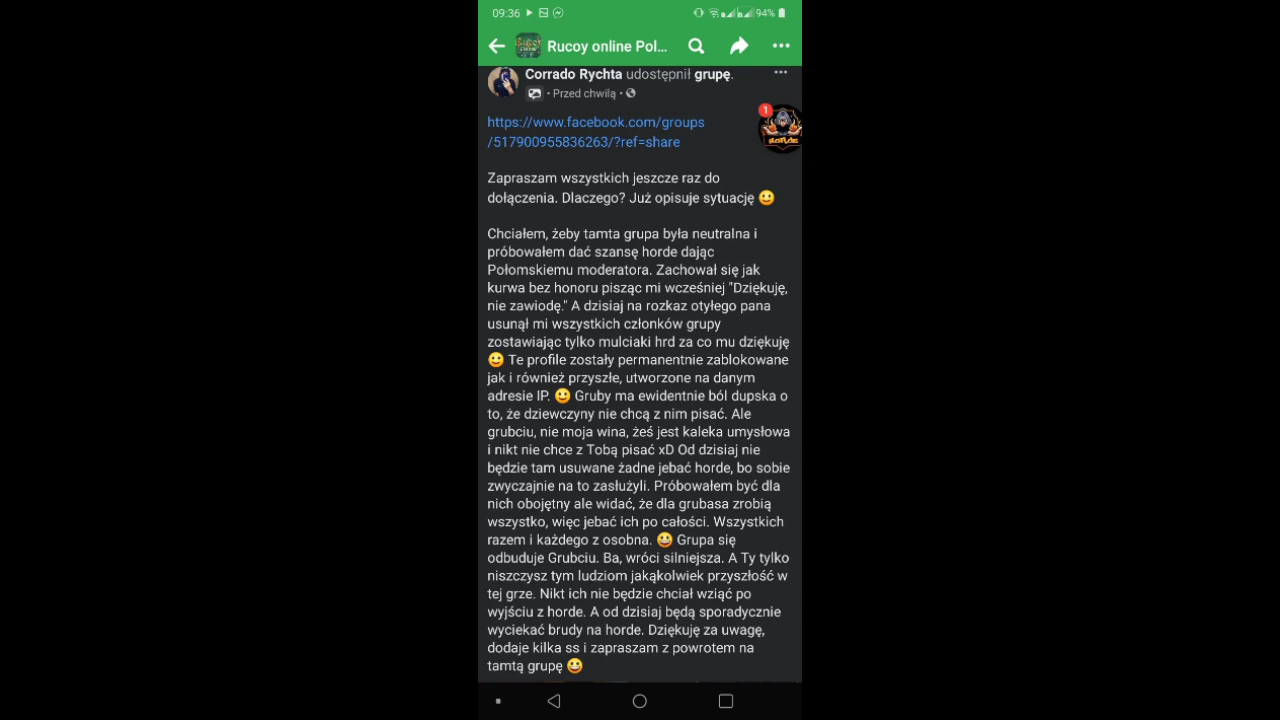 09:36
94%
Rucoy online Pol...
Corrado Rychta udostępnił grupę.
Przed chwilą
1
https://www.facebook.com/groups
/517900955836263/?ref=share
Zapraszam wszystkich jeszcze raz do
dołączenia. Dlaczego? Już opisuje sytuację 🙂
Chciałem, żeby tamta grupa była neutralna i
próbowałem dać szansę horde dając
Połomskiemu moderatora. Zachował się jak
kurwa bez honoru pisząc mi wcześniej "Dziękuję,
nie zawiodę." A dzisiaj na rozkaz otyłego pana
usunął mi wszystkich członków grupy
zostawiając tylko mulciaki hrd za co mu dziękuję
🙂 Te profile zostały permanentnie zablokowane
jak i również przyszłe, utworzone na danym
adresie IP. 😀 Gruby ma ewidentnie ból dupska o
to, że dziewczyny nie chcą z nim pisać. Ale
grubciu, nie moja wina, żeś jest kaleka umysłowa
i nikt nie chce z Tobą pisać xD Od dzisiaj nie
będzie tam usuwane żadne jebać horde, bo sobie
zwyczajnie na to zasłużyli. Próbowałem być dla
nich obojętny ale widać, że dla grubasa zrobią
wszystko, więc jebać ich po całości. Wszystkich
razem i każdego z osobna. 😀 Grupa się
odbuduje Grubciu. Ba, wróci silniejsza. A Ty tylko
niszczysz tym ludziom jakąkolwiek przyszłość w
tej grze. Nikt ich nie będzie chciał wziąć po
wyjściu z horde. A od dzisiaj będą sporadycznie
wyciekać brudy na horde. Dziękuję za uwagę,
dodaje kilka ss i zapraszam z powrotem na
tamtą grupę 😀